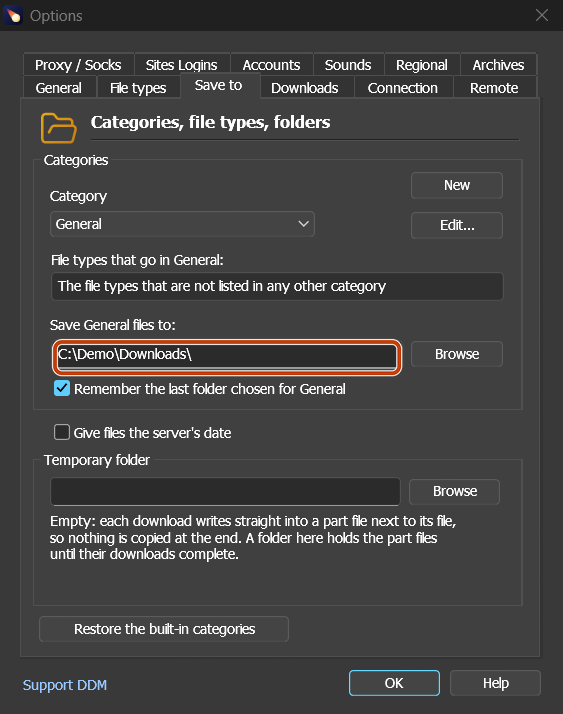 Options
Proxy / Socks
Sites Logins
Accounts
Sounds
Regional
Archives
General
File types
Save to
Downloads
Connection
Remote
Categories, file types, folders
Categories
New
Category
General
Edit...
File types that go in General:
The file types that are not listed in any other category
Save General files to:
C:\Demo\Downloads\
Browse
Remember the last folder chosen for General
Give files the server's date
Temporary folder
Browse
Empty: each download writes straight into a part file next to its file,
so nothing is copied at the end. A folder here holds the part files
until their downloads complete.
Restore the built-in categories
Support DDM
OK
Help